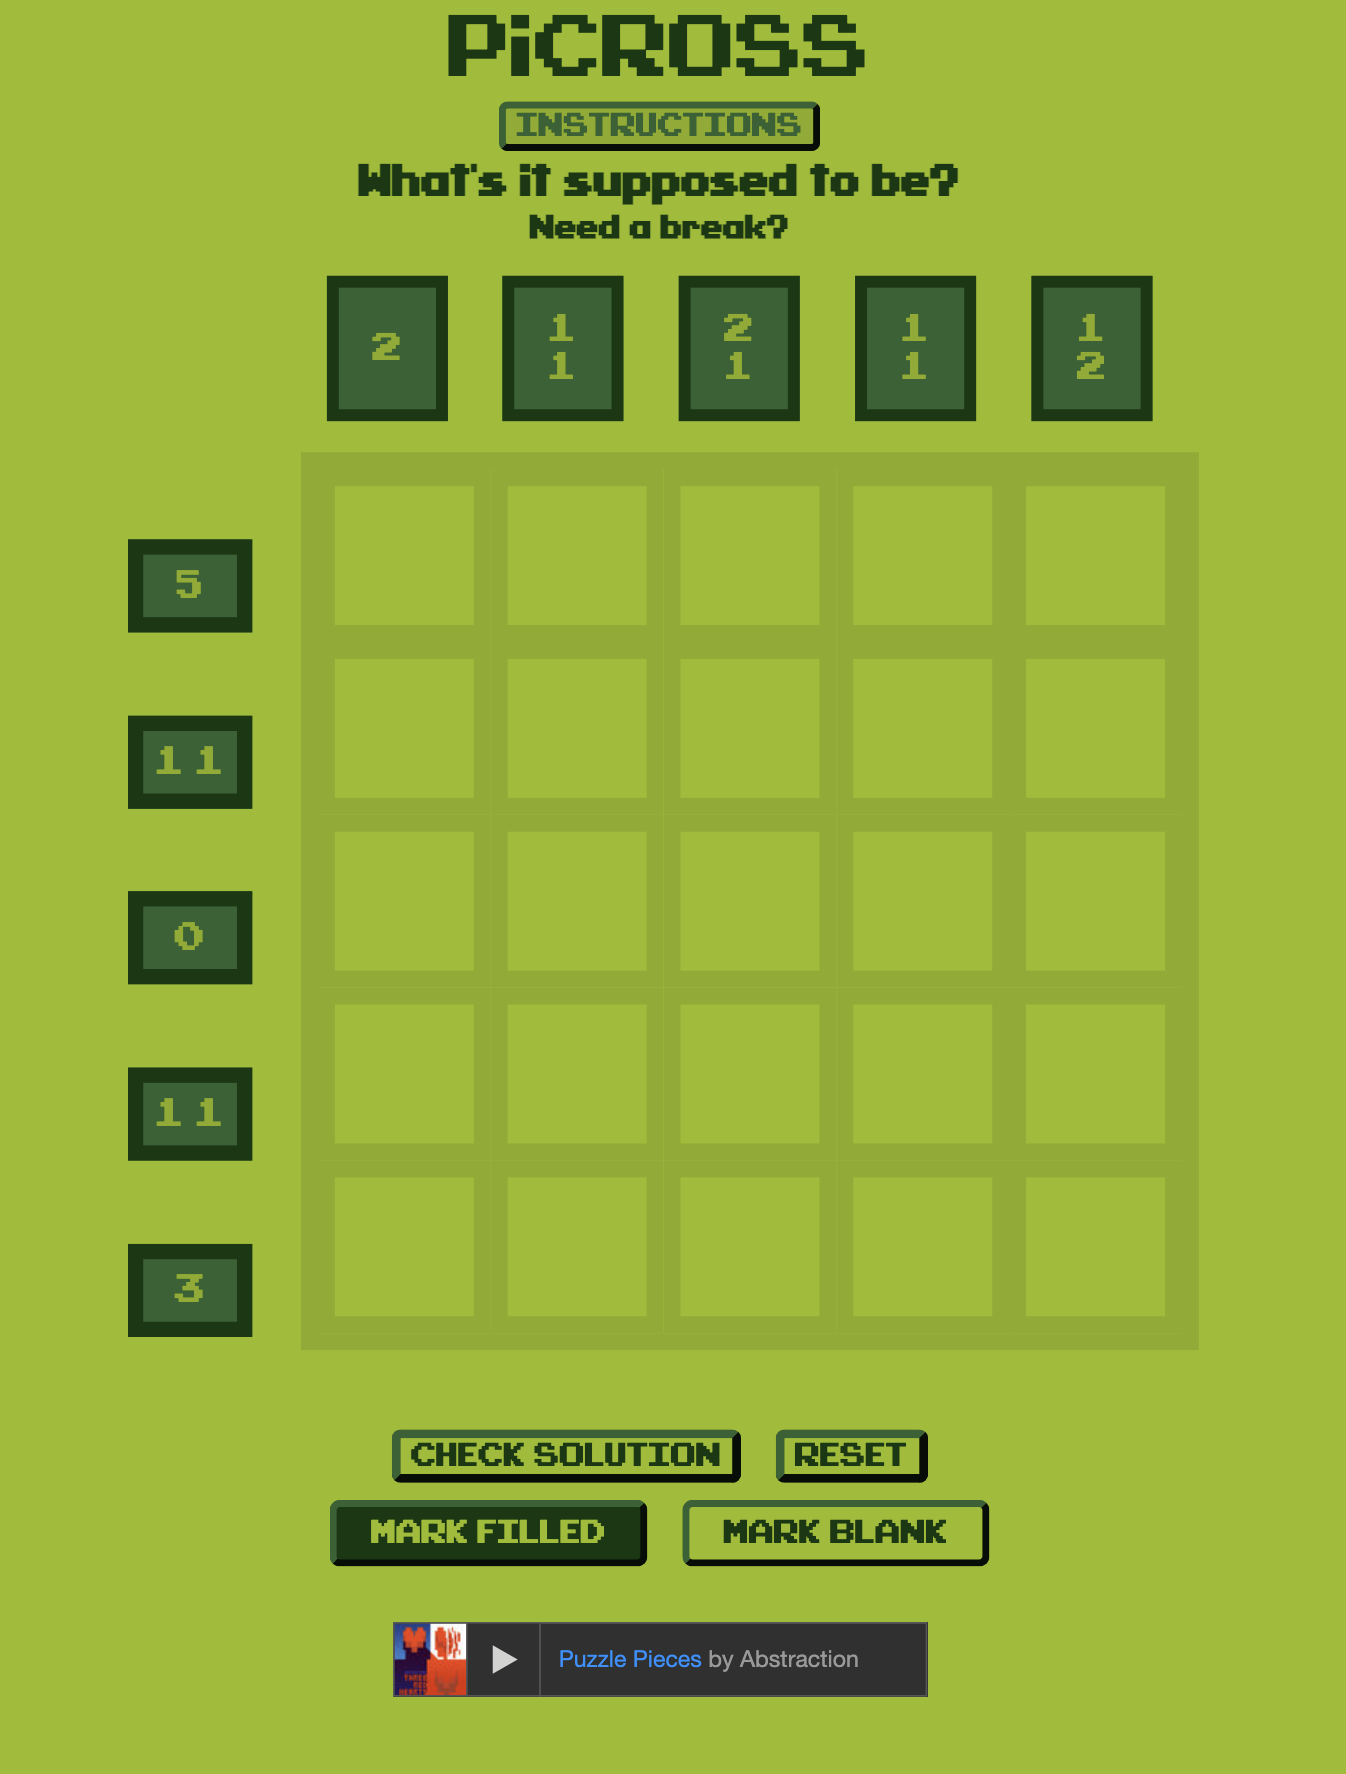 PiCROSS
INSTRUCTIONS
What's it supposed to be?
Need a break?
2 1 2 1 1
1 1 1 2
5
1 1
0
1 1
3
CHECK SOLUTION RESET
MARK FILLED MARK BLANK
Puzzle Pieces by Abstraction